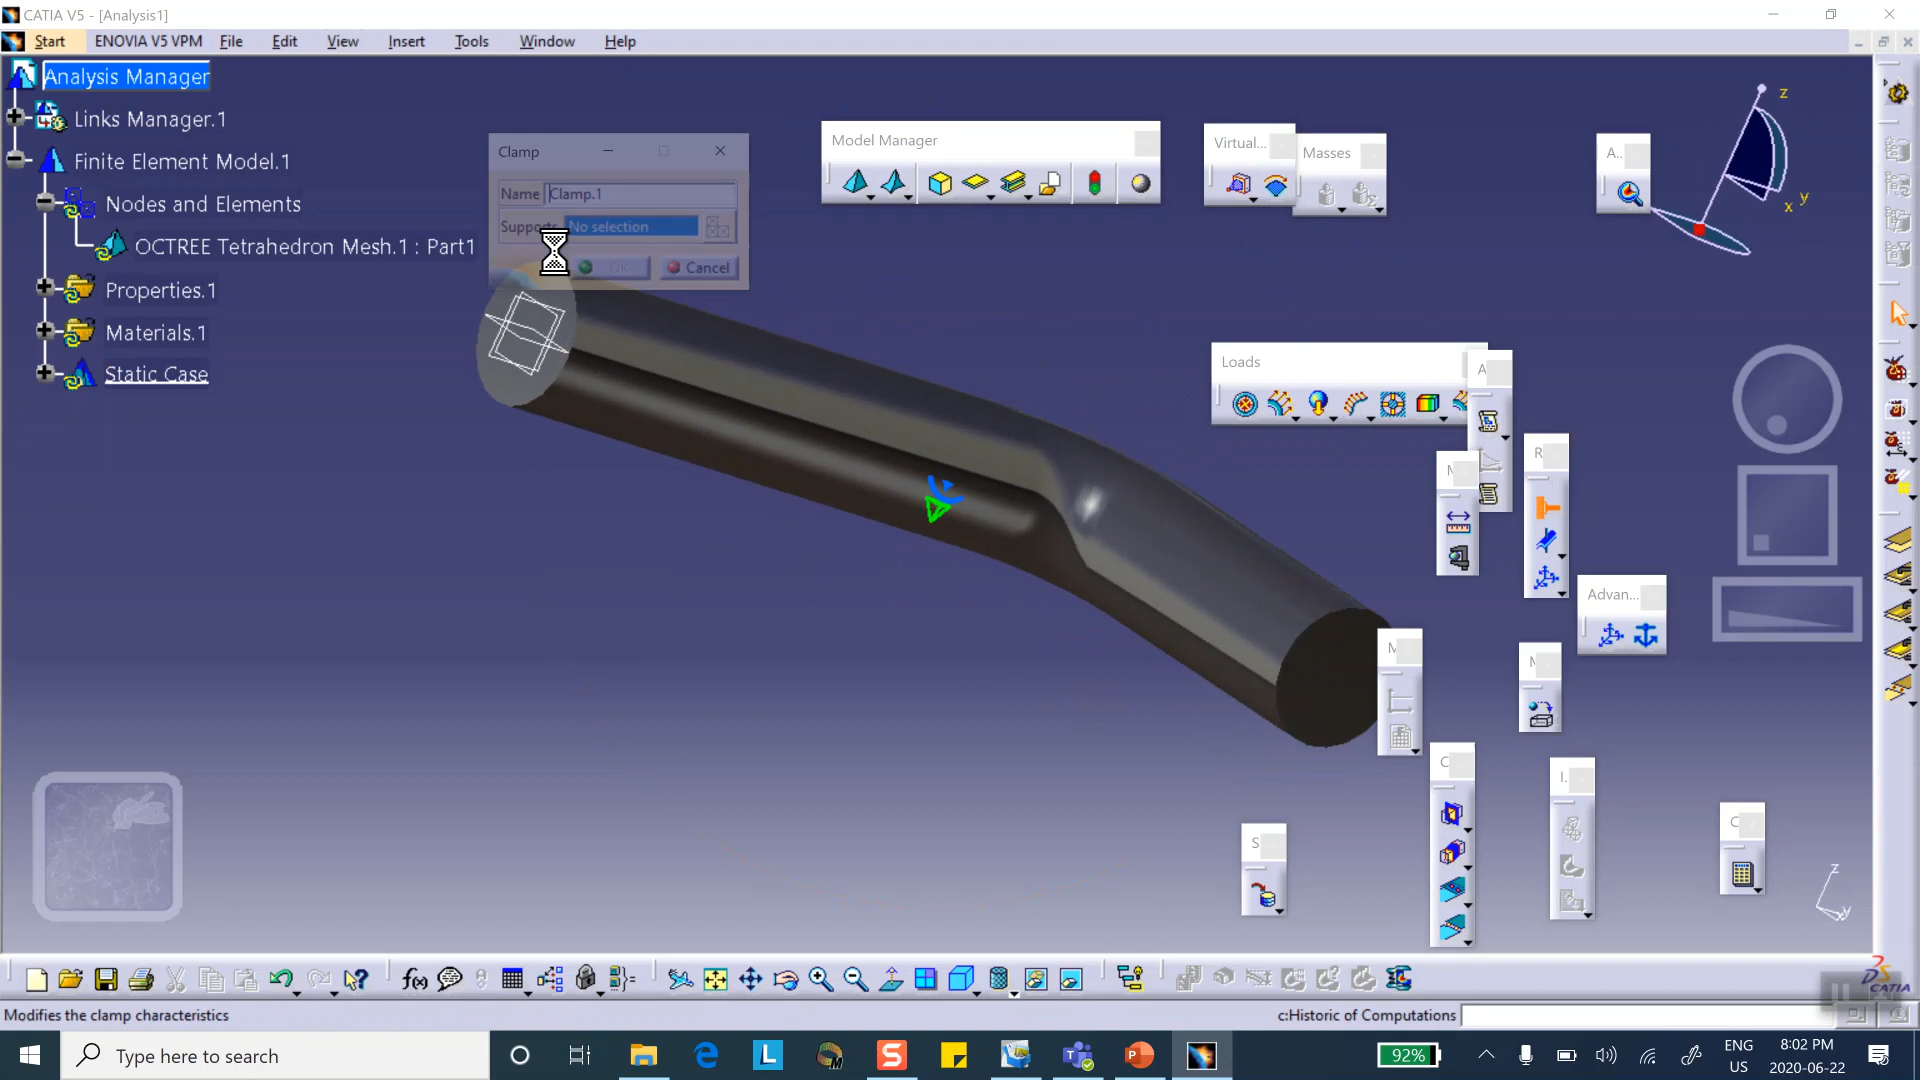 CATIA V5 - [Analysis1]
Start ENOVIA V5 VPM File Edit View Insert Tools Window Help
Analysis Manager
Links Manager.1
Finite Element Model.1
Nodes and Elements
OCTREE Tetrahedron Mesh.1 : Part1
Properties.1
Materials.1
Static Case
Clamp
Name Clamp.1
Supports No selection
OK Cancel
Model Manager
Virtual...
Masses
A..
z
y
x
Loads
A
M
R
Advan...
M
M
C
I.
S
C
z
y
f(x)
CATIA
Modifies the clamp characteristics
c:Historic of Computations
Type here to search
92%
ENG
US
8:02 PM
2020-06-22